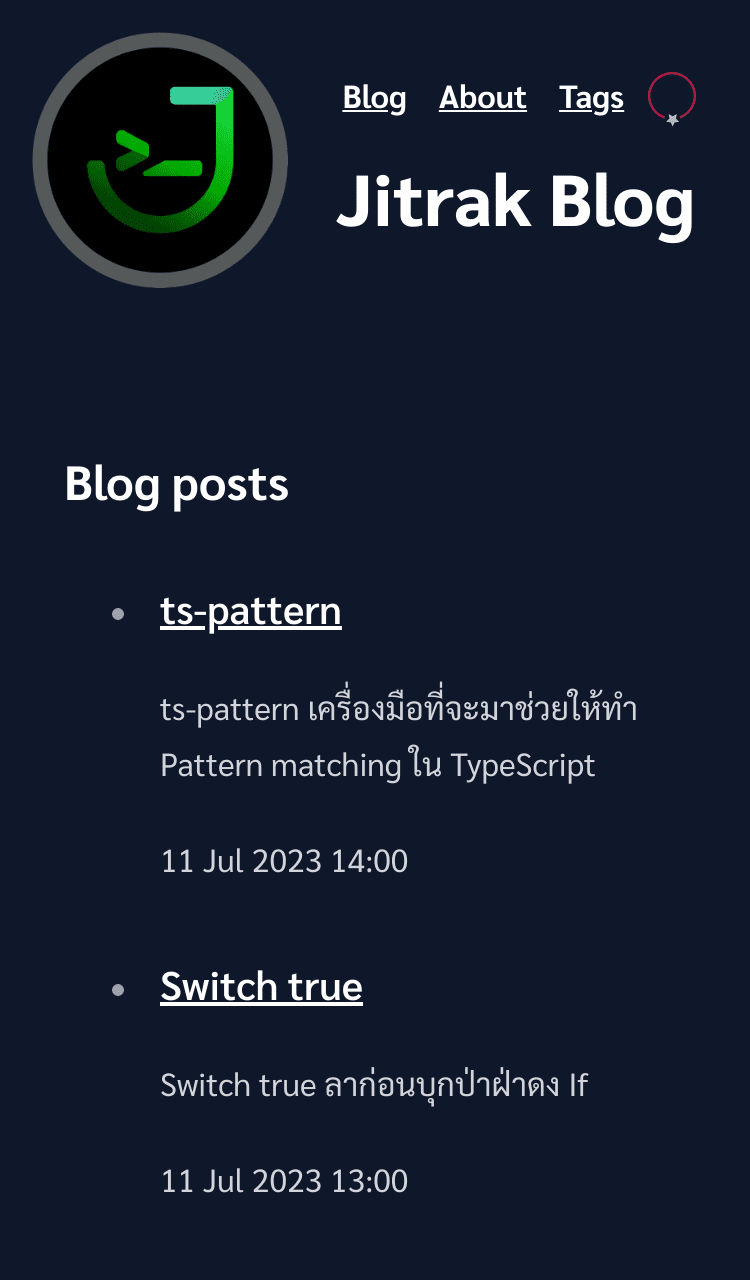 Blog About Tags
Jitrak Blog
Blog posts
ts-pattern
ts-pattern เครื่องมือที่จะมาช่วยให้ทำ
Pattern matching ใน TypeScript
11 Jul 2023 14:00
Switch true
Switch true ลาก่อนบุกป่าฝ่าดง If
11 Jul 2023 13:00